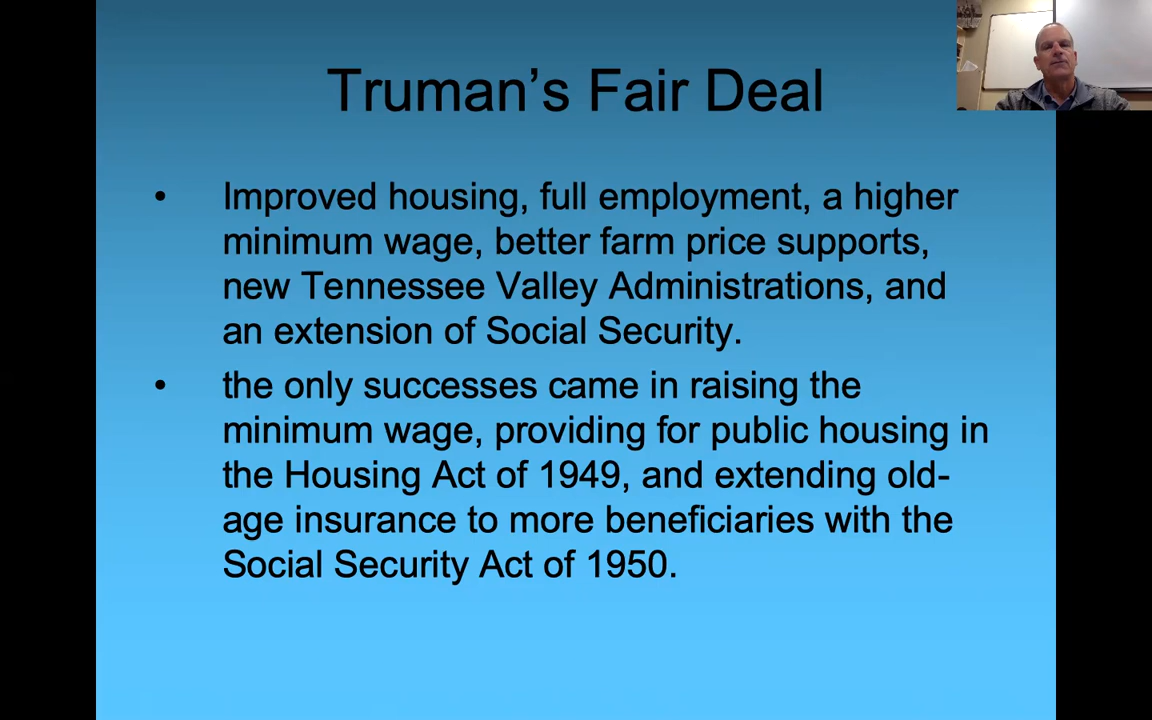 Truman’s Fair Deal
• Improved housing, full employment, a higher
minimum wage, better farm price supports,
new Tennessee Valley Administrations, and
an extension of Social Security.
• the only successes came in raising the
minimum wage, providing for public housing in
the Housing Act of 1949, and extending old-
age insurance to more beneficiaries with the
Social Security Act of 1950.